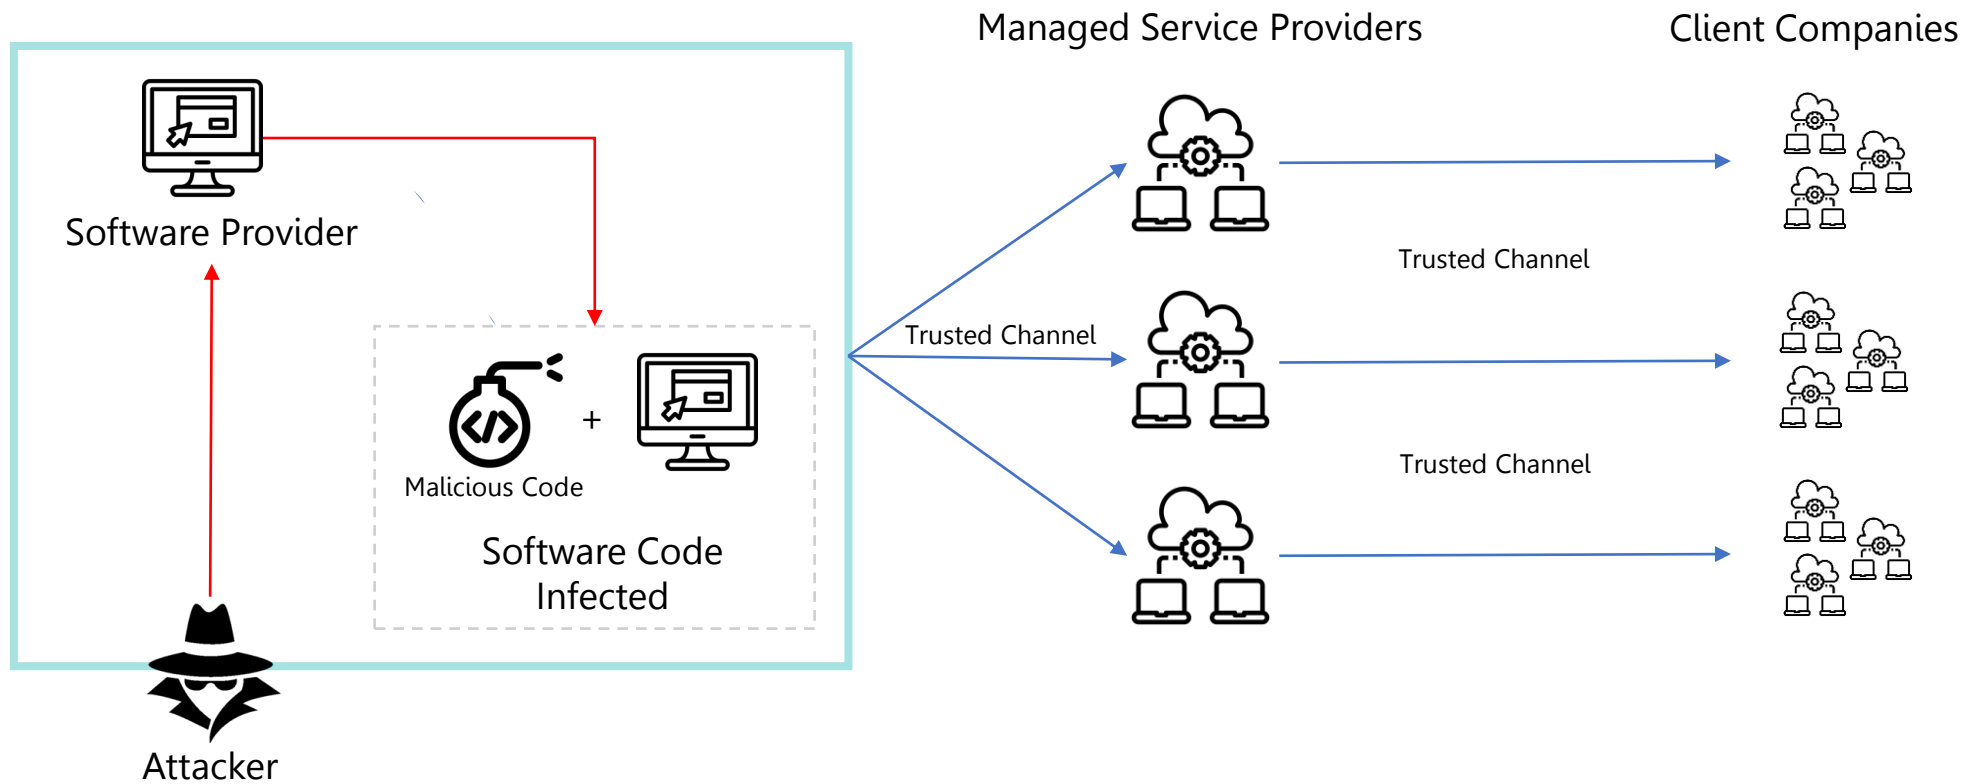 Managed Service Providers
Client Companies
Software Provider
Trusted Channel
Trusted Channel
+
Malicious Code
Trusted Channel
Software Code
Infected
Attacker